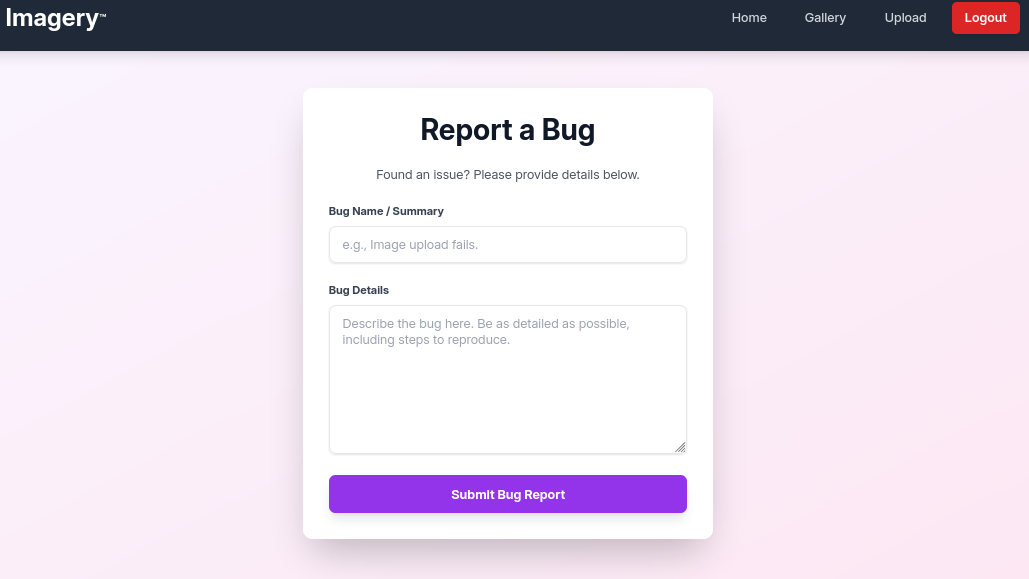 Imagery™
Home Gallery Upload Logout
Report a Bug
Found an issue? Please provide details below.
Bug Name / Summary
e.g., Image upload fails.
Bug Details
Describe the bug here. Be as detailed as possible,
including steps to reproduce.
Submit Bug Report